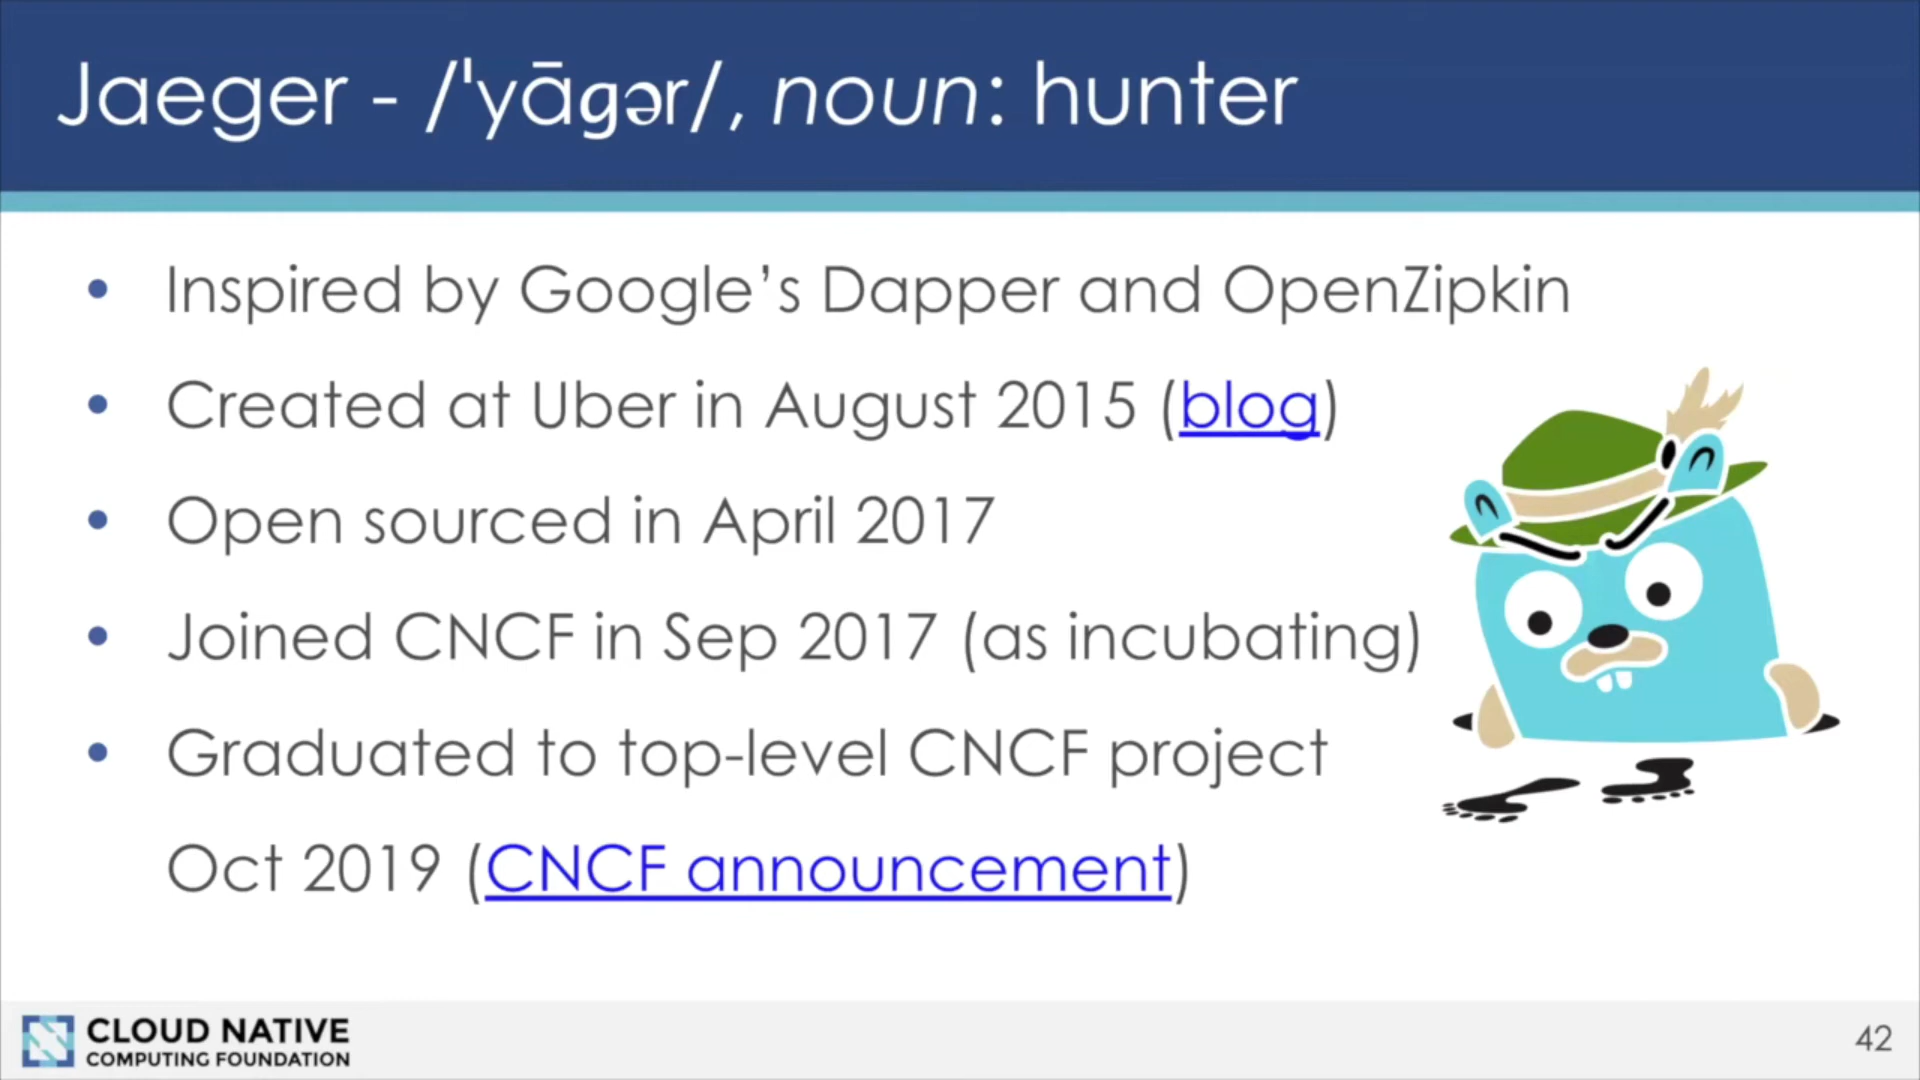 Jaeger - /ˈyāɡər/, noun: hunter
• Inspired by Google’s Dapper and OpenZipkin
• Created at Uber in August 2015 (blog)
• Open sourced in April 2017
• Joined CNCF in Sep 2017 (as incubating)
• Graduated to top-level CNCF project
Oct 2019 (CNCF announcement)
CLOUD NATIVE
COMPUTING FOUNDATION
42